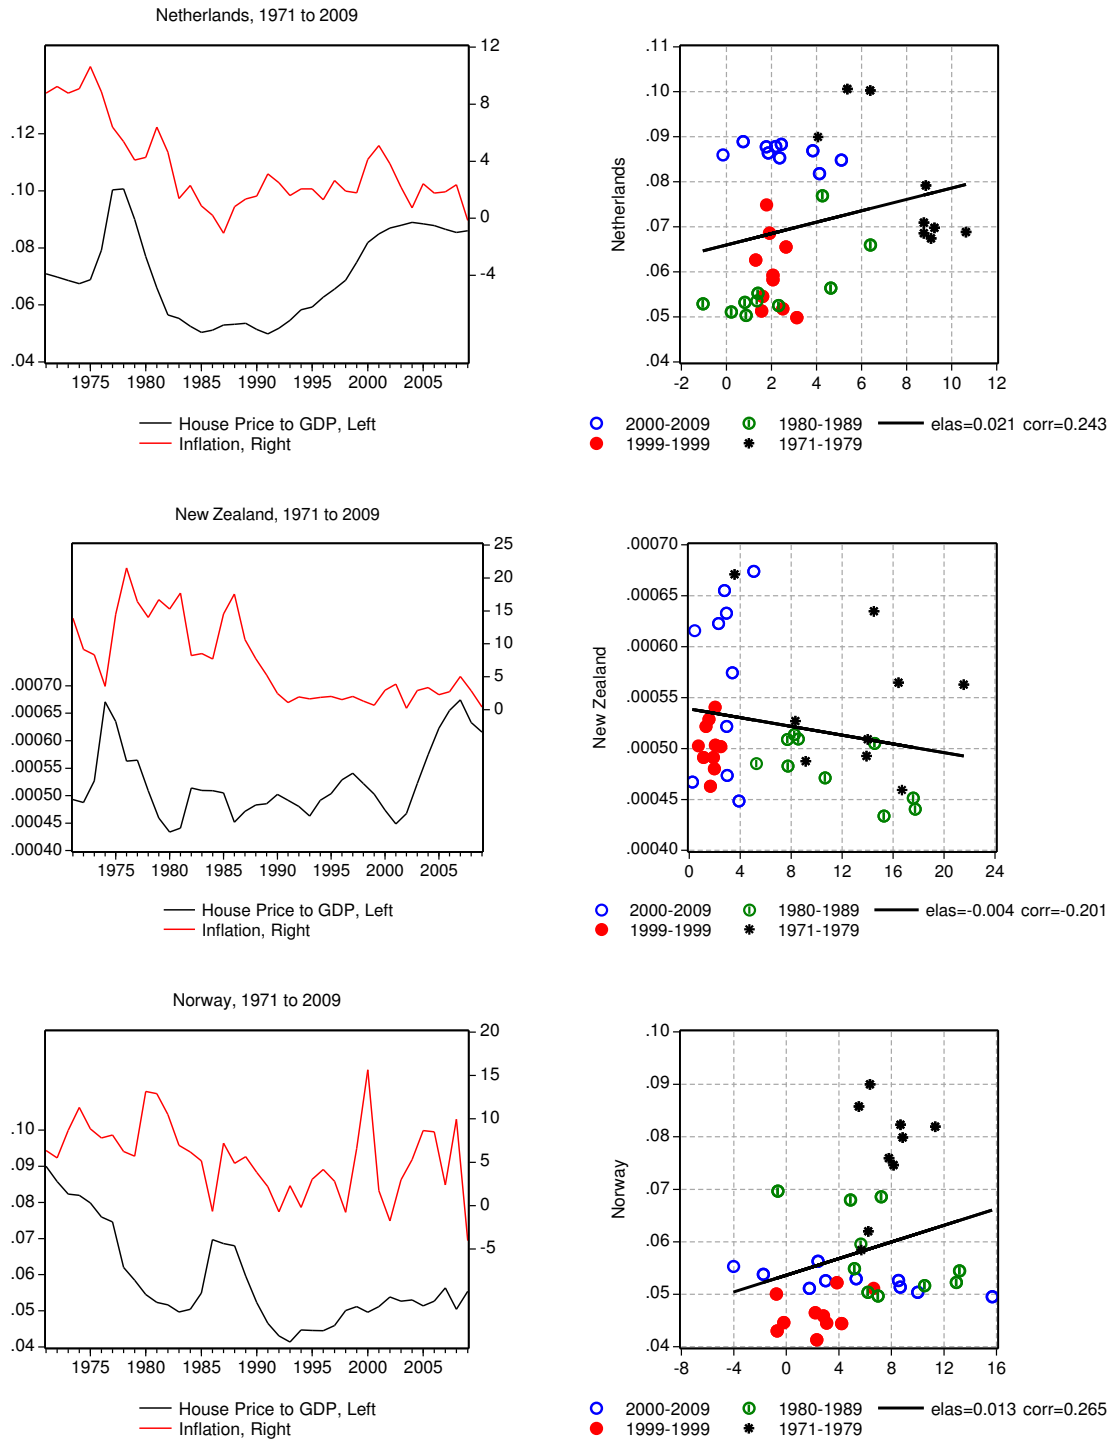 Netherlands, 1971 to 2009
12
8
4
0
-4
.12
.10
.08
.06
.04
1975 1980 1985 1990 1995 2000 2005
House Price to GDP, Left
Inflation, Right
Netherlands
.11
.10
.09
.08
.07
.06
.05
.04
-2 0 2 4 6 8 10 12
2000-2009 1980-1989 elas=0.021 corr=0.243
1999-1999 1971-1979
New Zealand, 1971 to 2009
25
20
15
10
5
0
.00070
.00065
.00060
.00055
.00050
.00045
.00040
1975 1980 1985 1990 1995 2000 2005
House Price to GDP, Left
Inflation, Right
New Zealand
.00070
.00065
.00060
.00055
.00050
.00045
.00040
0 4 8 12 16 20 24
2000-2009 1980-1989 elas=-0.004 corr=-0.201
1999-1999 1971-1979
Norway, 1971 to 2009
20
15
10
5
0
-5
.10
.09
.08
.07
.06
.05
.04
1975 1980 1985 1990 1995 2000 2005
House Price to GDP, Left
Inflation, Right
Norway
.10
.09
.08
.07
.06
.05
.04
-8 -4 0 4 8 12 16
2000-2009 1980-1989 elas=0.013 corr=0.265
1999-1999 1971-1979